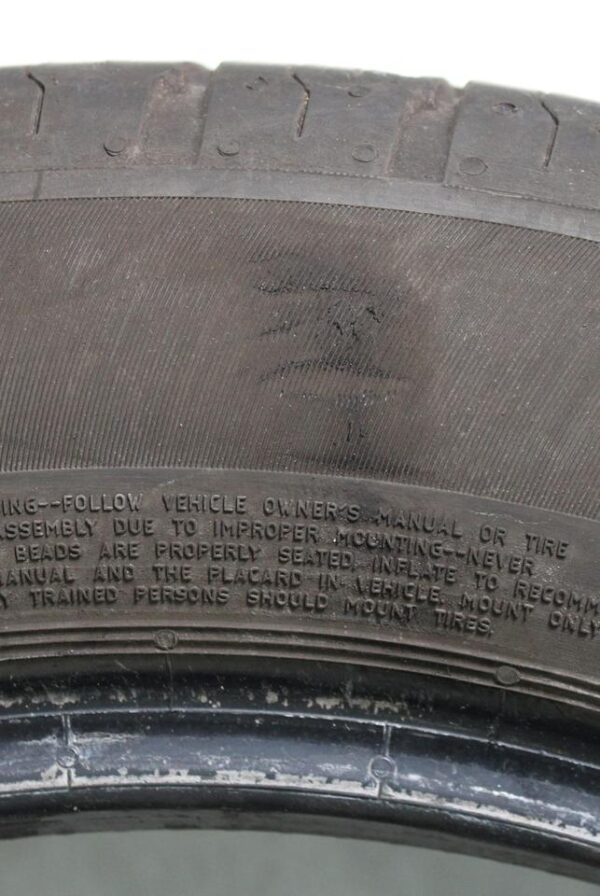 ING--FOLLOW VEHICLE OWNER'S MANUAL OR TIRE
ASSEMBLY DUE TO IMPROPER MOUNTING--NEVER
BEADS ARE PROPERLY SEATED. INFLATE TO RECOMM
ANUAL AND THE PLACARD IN VEHICLE. MOUNT ONLY
Y TRAINED PERSONS SHOULD MOUNT TIRES.